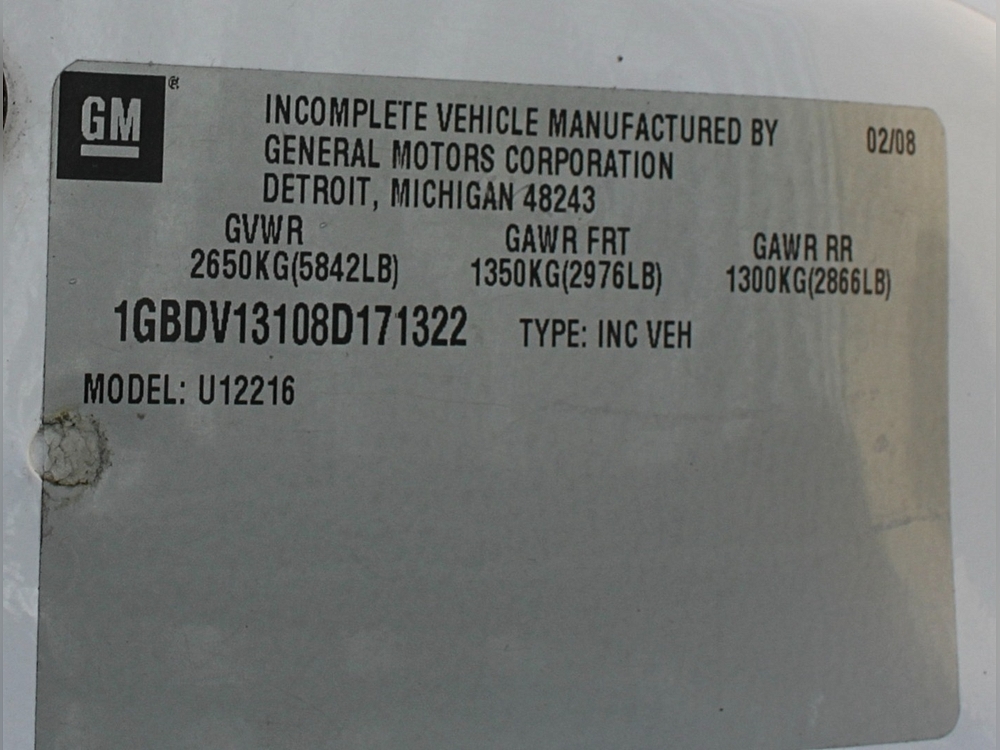 GM ®
INCOMPLETE VEHICLE MANUFACTURED BY
GENERAL MOTORS CORPORATION
DETROIT, MICHIGAN 48243
02/08
GVWR GAWR FRT GAWR RR
2650KG(5842LB) 1350KG(2976LB) 1300KG(2866LB)
1GBDV13108D171322 TYPE: INC VEH
MODEL: U12216